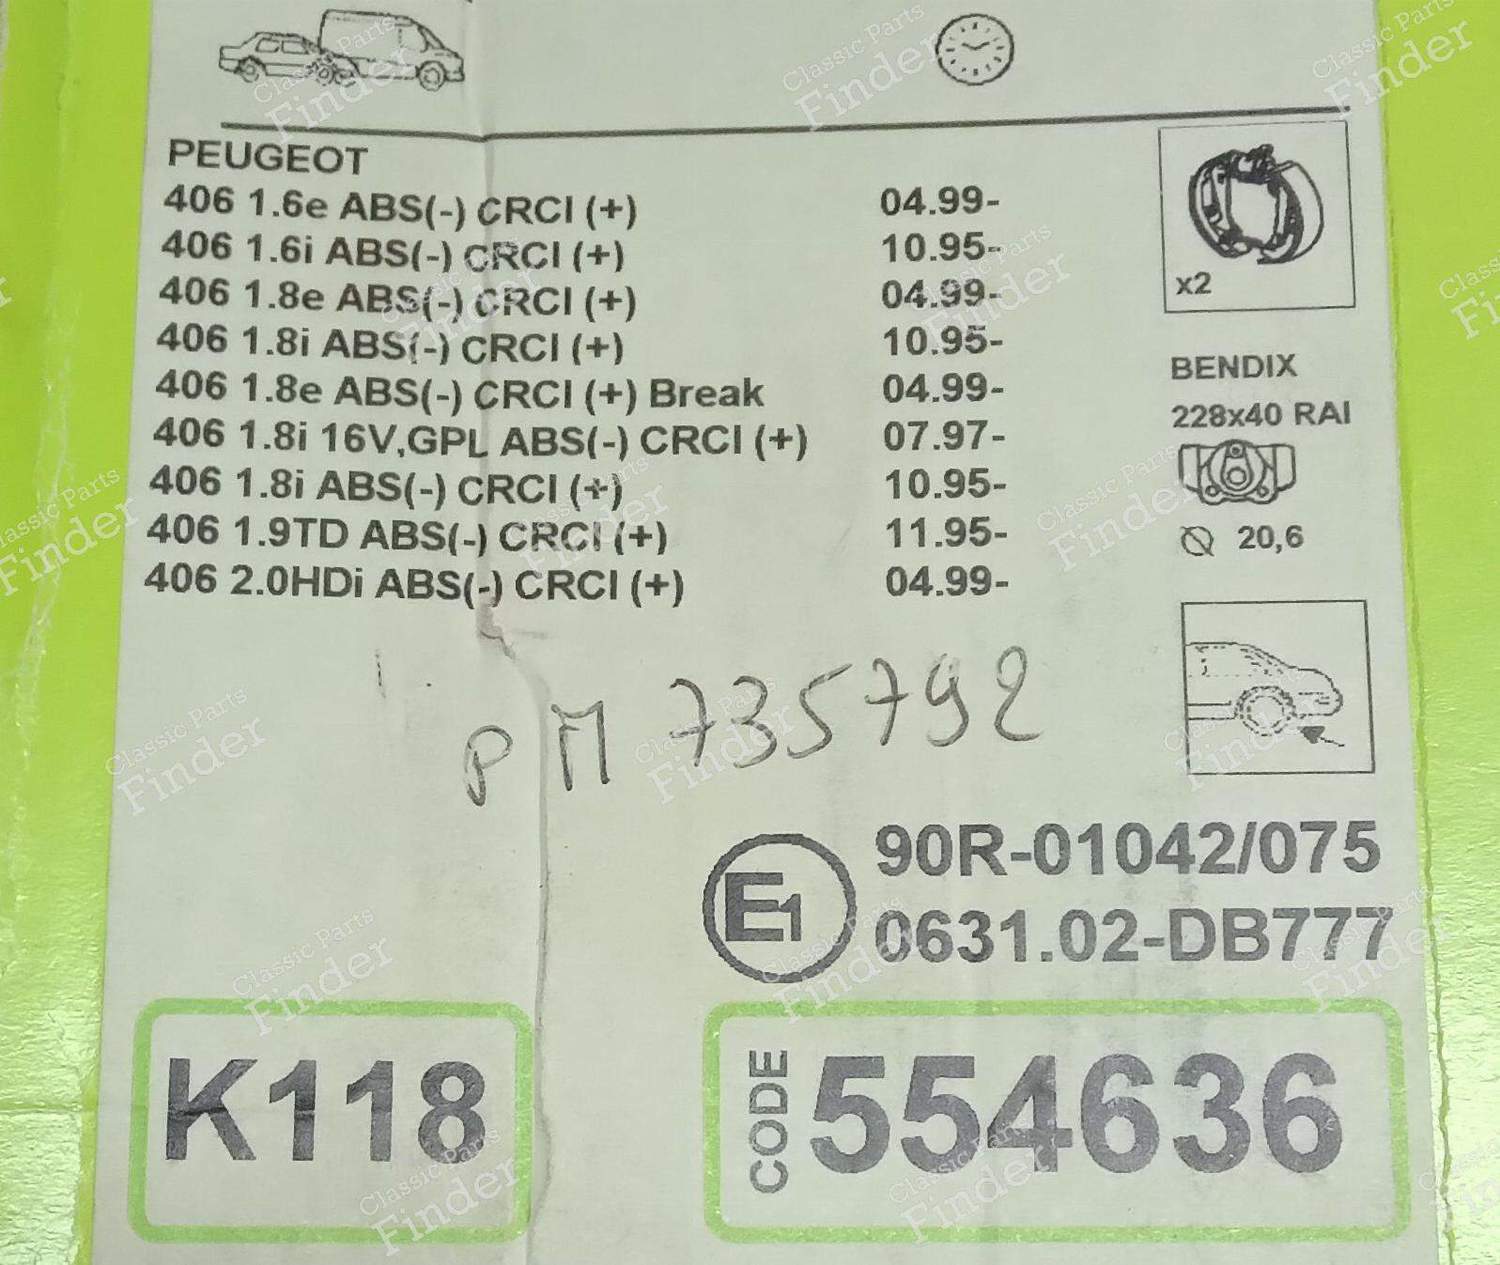 PEUGEOT
406 1.6e ABS(-) CRCI (+) 04.99-
406 1.6i ABS(-) CRCI (+) 10.95-
406 1.8e ABS(-) CRCI (+) 04.99-
406 1.8i ABS(-) CRCI (+) 10.95-
406 1.8e ABS(-) CRCI (+) Break 04.99-
406 1.8i 16V,GPL ABS(-) CRCI (+) 07.97-
406 1.8i ABS(-) CRCI (+) 10.95-
406 1.9TD ABS(-) CRCI (+) 11.95-
406 2.0HDi ABS(-) CRCI (+) 04.99-
x2
BENDIX
228x40 RAI
20,6
PM 735792
E1
90R-01042/075
0631.02-DB777
K118
CODE 554636
Classic Parts Finder